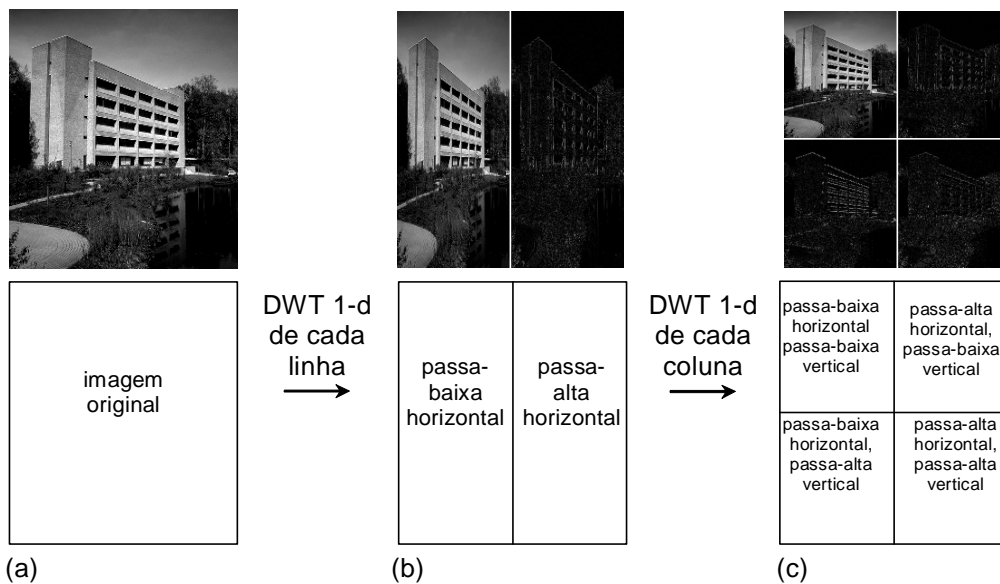 imagem
original
DWT 1-d
de cada
linha
passa-
baixa
horizontal
passa-
alta
horizontal
DWT 1-d
de cada
coluna
passa-baixa
horizontal
passa-baixa
vertical
passa-alta
horizontal,
passa-baixa
vertical
passa-baixa
horizontal,
passa-alta
vertical
passa-alta
horizontal,
passa-alta
vertical
(a)
(b)
(c)